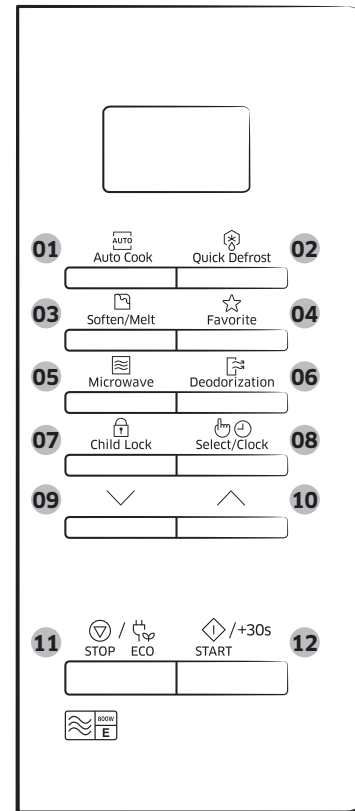 AUTO
01 Auto Cook Quick Defrost 02
03 Soften/Melt Favorite 04
05 Microwave Deodorization 06
07 Child Lock Select/Clock 08
09 10
/ /+30s
11 STOP ECO START 12
800W
E